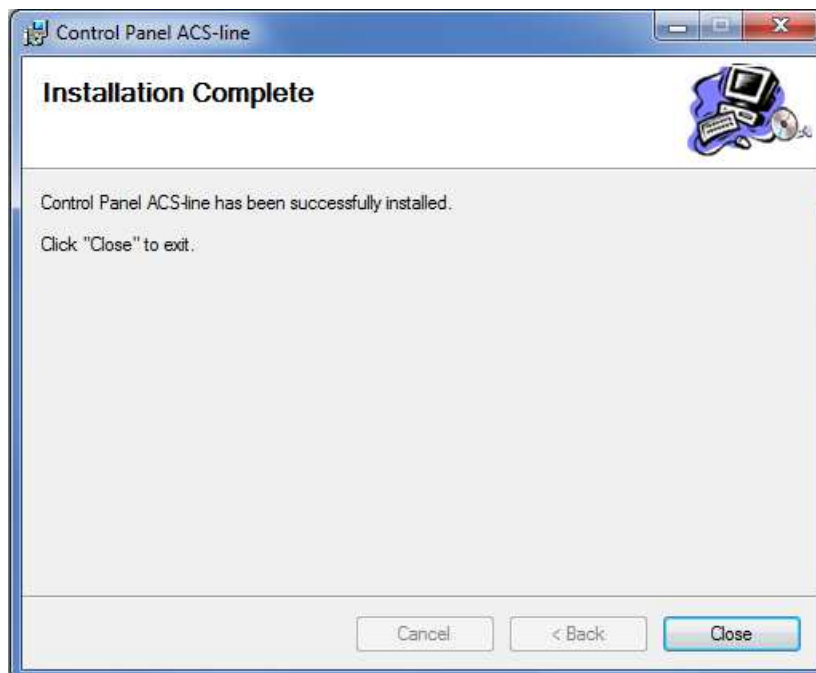 Control Panel ACS-line
Installation Complete
Control Panel ACS-line has been successfully installed.
Click "Close" to exit.
Cancel
< Back
Close